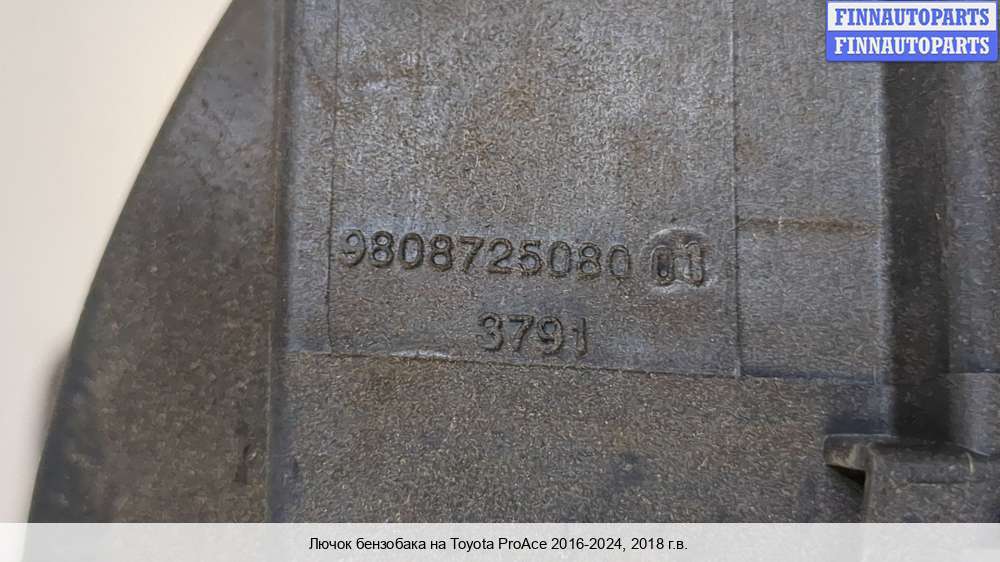 FINNAUTOPARTS
FINNAUTOPARTS
9808725080 01
3791
Лючок бензобака на Toyota ProAce 2016-2024, 2018 г.в.